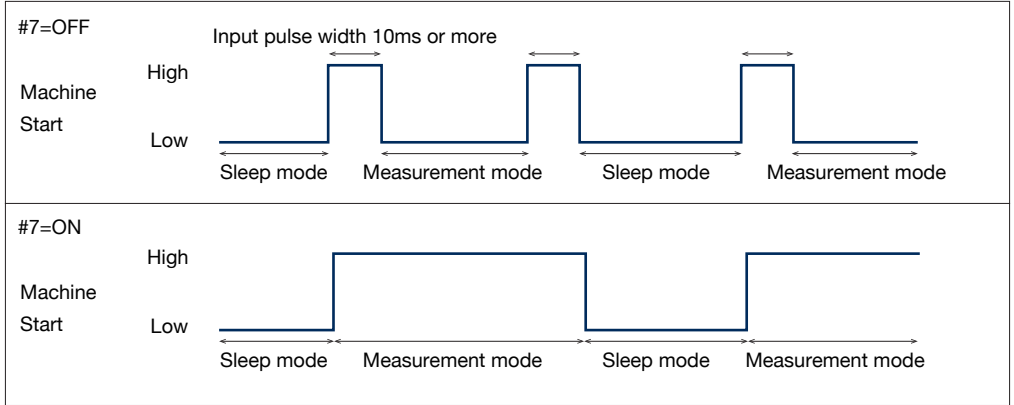 #7=OFF
Input pulse width 10ms or more
High
Machine
Start
Low
Sleep mode Measurement mode Sleep mode Measurement mode
#7=ON
High
Machine
Start
Low
Sleep mode Measurement mode Sleep mode Measurement mode